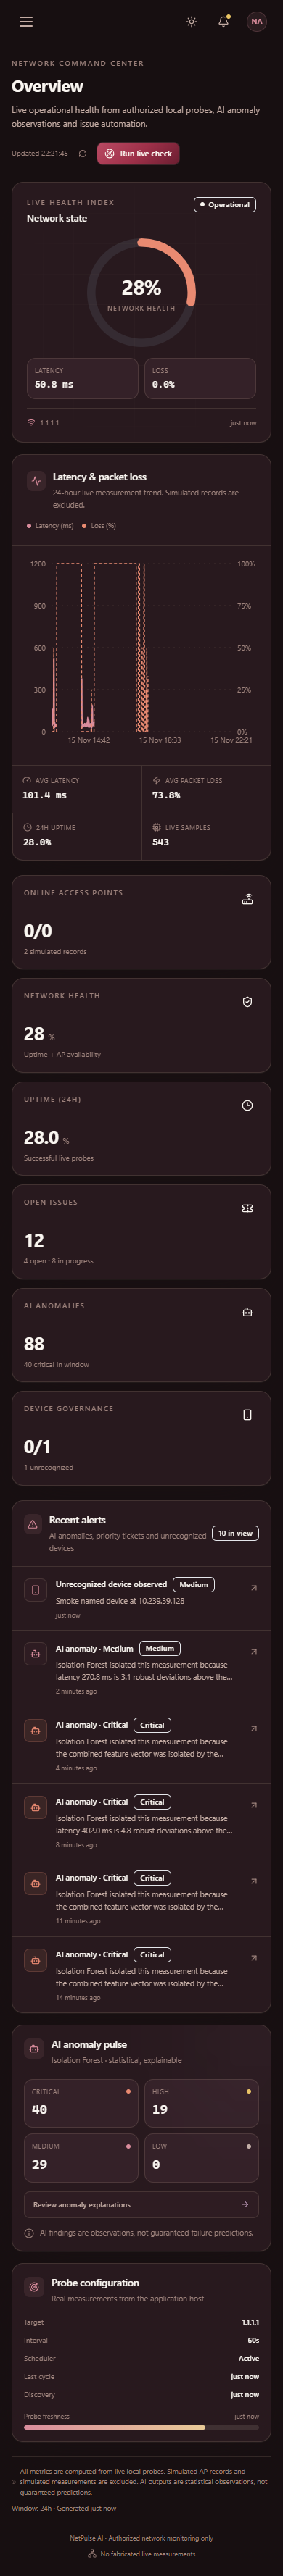 NA
NETWORK COMMAND CENTER
Overview
Live operational health from authorized local probes, AI anomaly
observations and issue automation.
Updated 22:21:45
Run live check
LIVE HEALTH INDEX
Operational
Network state
28%
NETWORK HEALTH
LATENCY
50.8 ms
LOSS
0.0%
1.1.1.1
just now
Latency & packet loss
24-hour live measurement trend. Simulated records are
excluded.
Latency (ms)
Loss (%)
1200
100%
900
75%
600
50%
300
25%
0
0%
15 Nov 14:42
15 Nov 18:33
15 Nov 22:21
AVG LATENCY
101.4 ms
AVG PACKET LOSS
73.8%
24H UPTIME
28.0%
LIVE SAMPLES
543
ONLINE ACCESS POINTS
0/0
2 simulated records
NETWORK HEALTH
28 %
Uptime + AP availability
UPTIME (24H)
28.0 %
Successful live probes
OPEN ISSUES
12
4 open · 8 in progress
AI ANOMALIES
88
40 critical in window
DEVICE GOVERNANCE
0/1
1 unrecognized
Recent alerts
AI anomalies, priority tickets and unrecognized
devices
10 in view
Unrecognized device observed
Medium
Smoke named device at 10.239.39.128
just now
AI anomaly · Medium
Medium
Isolation Forest isolated this measurement because
latency 270.8 ms is 3.1 robust deviations above the...
2 minutes ago
AI anomaly · Critical
Critical
Isolation Forest isolated this measurement because
the combined feature vector was isolated by the...
4 minutes ago
AI anomaly · Critical
Critical
Isolation Forest isolated this measurement because
latency 402.0 ms is 4.8 robust deviations above the...
8 minutes ago
AI anomaly · Critical
Critical
Isolation Forest isolated this measurement because
the combined feature vector was isolated by the...
11 minutes ago
AI anomaly · Critical
Critical
Isolation Forest isolated this measurement because
the combined feature vector was isolated by the...
14 minutes ago
AI anomaly pulse
Isolation Forest · statistical, explainable
CRITICAL
40
HIGH
19
MEDIUM
29
LOW
0
Review anomaly explanations
AI findings are observations, not guaranteed failure predictions.
Probe configuration
Real measurements from the application host
Target
1.1.1.1
Interval
60s
Scheduler
Active
Last cycle
just now
Discovery
just now
Probe freshness
just now
All metrics are computed from live local probes. Simulated AP records and
simulated measurements are excluded. AI outputs are statistical observations, not
guaranteed predictions.
Window: 24h · Generated just now
NetPulse AI · Authorized network monitoring only
No fabricated live measurements